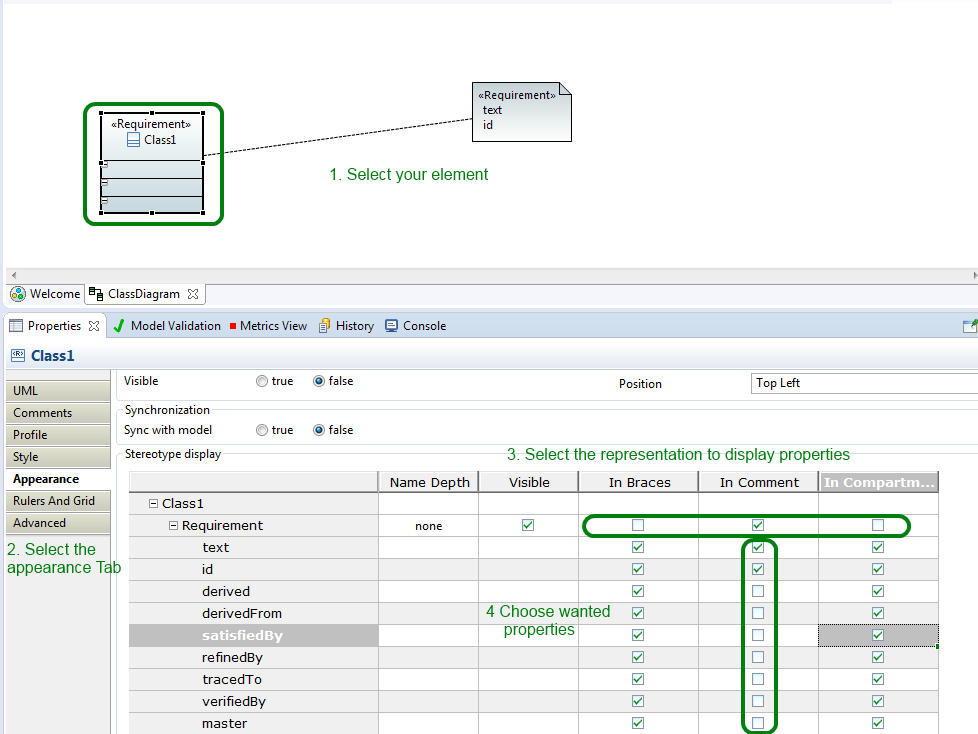 «Requirement»
text
id
«Requirement»
Class1
1. Select your element
Welcome
ClassDiagram
Properties
Model Validation
Metrics View
History
Console
Class1
UML
Comments
Profile
Style
Appearance
Rulers And Grid
Advanced
2. Select the
appearance Tab
Visible
true
false
Position
Top Left
Synchronization
Sync with model
true
false
Stereotype display
3. Select the representation to display properties
Name Depth
Visible
In Braces
In Comment
In Compartm...
Class1
Requirement
none
text
id
derived
derivedFrom
4 Choose wanted
properties
satisfiedBy
refinedBy
tracedTo
verifiedBy
master